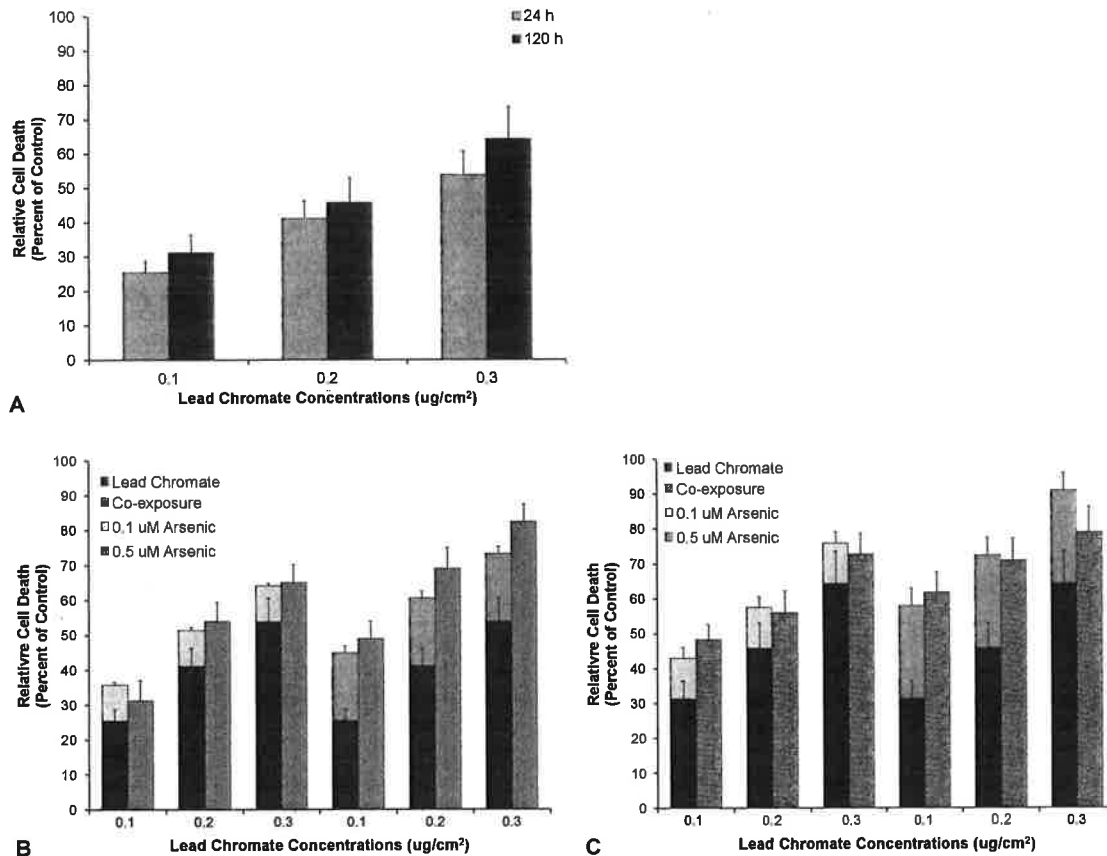 100
90
80
70
60
50
40
30
20
10
0
Relative Cell Death
(Percent of Control)
24 h
120 h
0.1
0.2
0.3
Lead Chromate Concentrations (ug/cm²)
A
100
90
80
70
60
50
40
30
20
10
0
Relativre Cell Death
(Percent of Control)
Lead Chromate
Co-exposure
0.1 uM Arsenic
0.5 uM Arsenic
0.1
0.2
0.3
0.1
0.2
0.3
Lead Chromate Concentrations (ug/cm²)
B
100
90
80
70
60
50
40
30
20
10
0
Relative Cell Death
(Percent of Control)
Lead Chromate
Co-exposure
0.1 uM Arsenic
0.5 uM Arsenic
0.1
0.2
0.3
0.1
0.2
0.3
Lead Chromate Concentrations (ug/cm²)
C